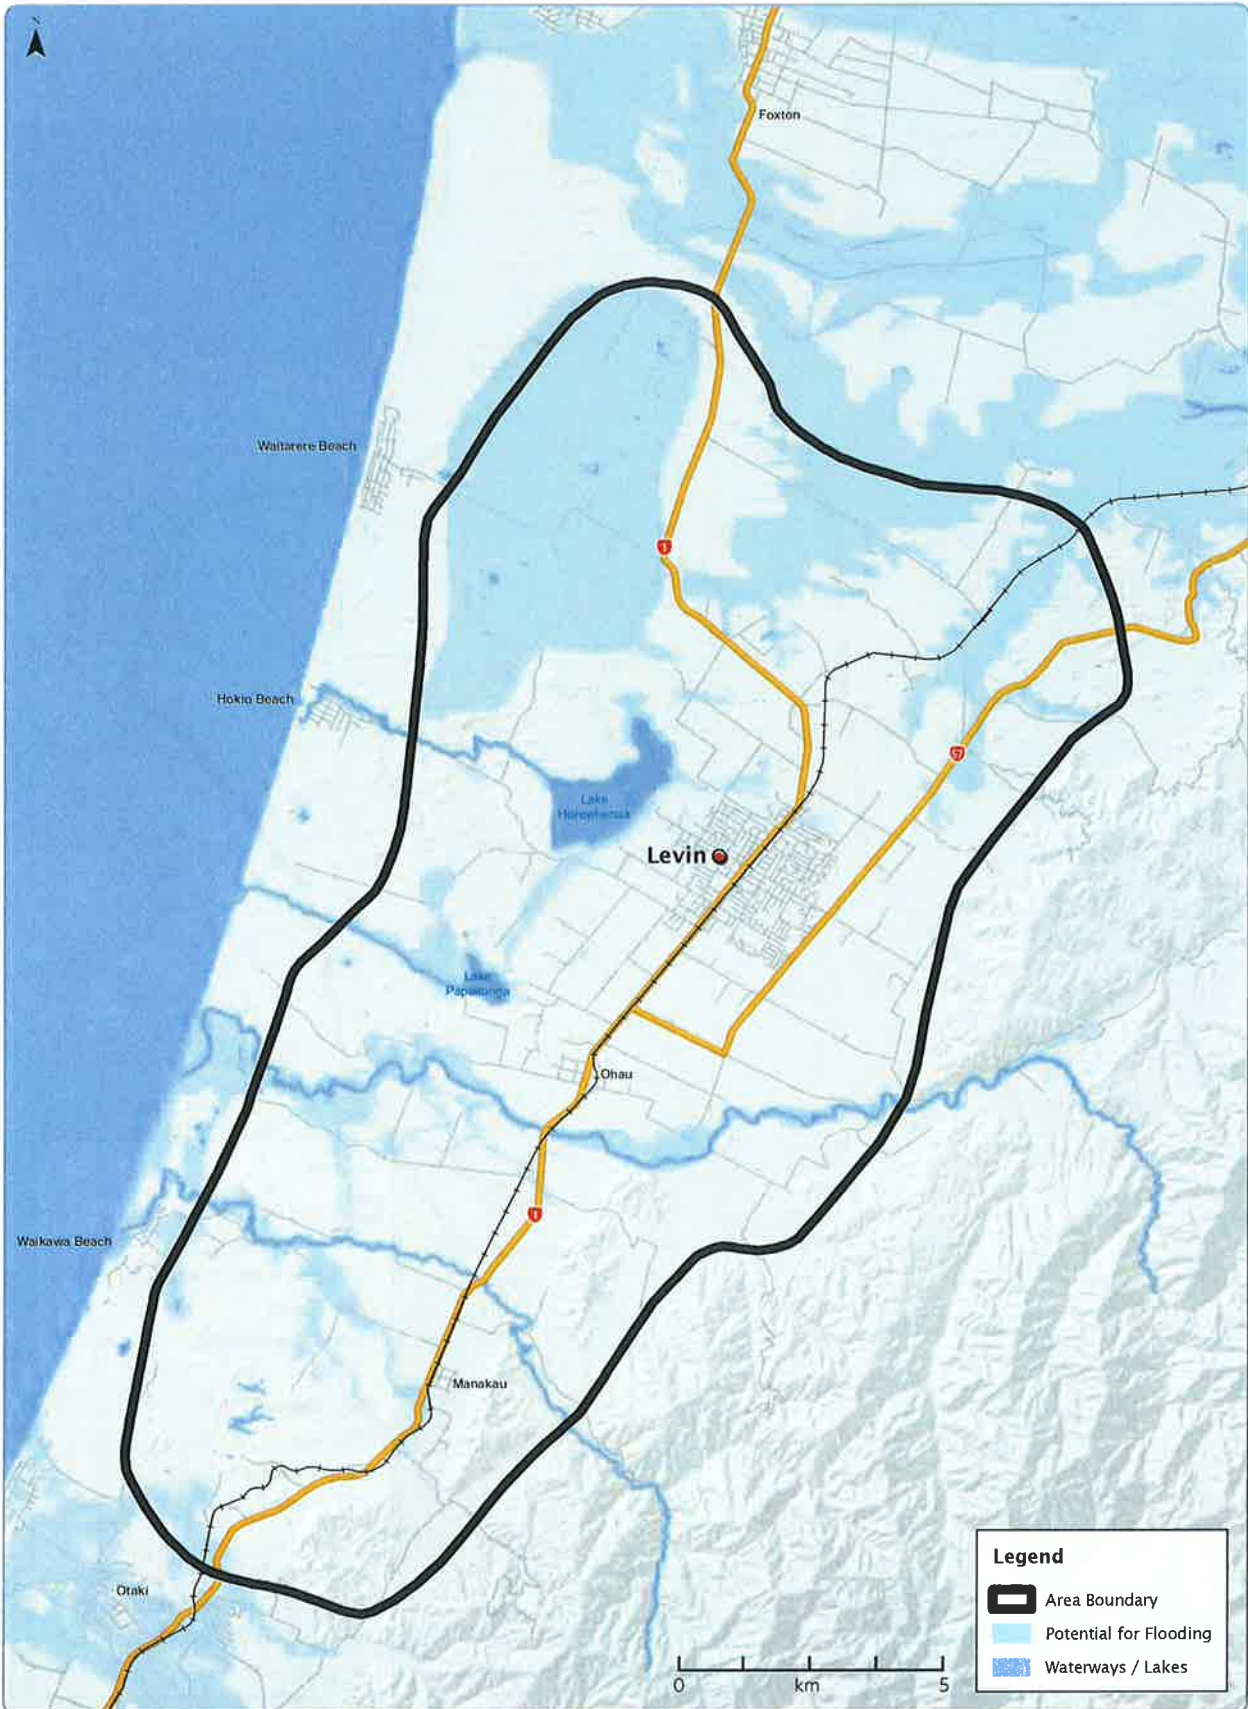 N
Foxton
Waitarere Beach
1
Hokio Beach
57
Lake
Horowhenua
Levin
Lake
Papaitonga
Ohau
1
Waikawa Beach
Manakau
Otaki
Legend
Area Boundary
Potential for Flooding
Waterways / Lakes
0 km 5